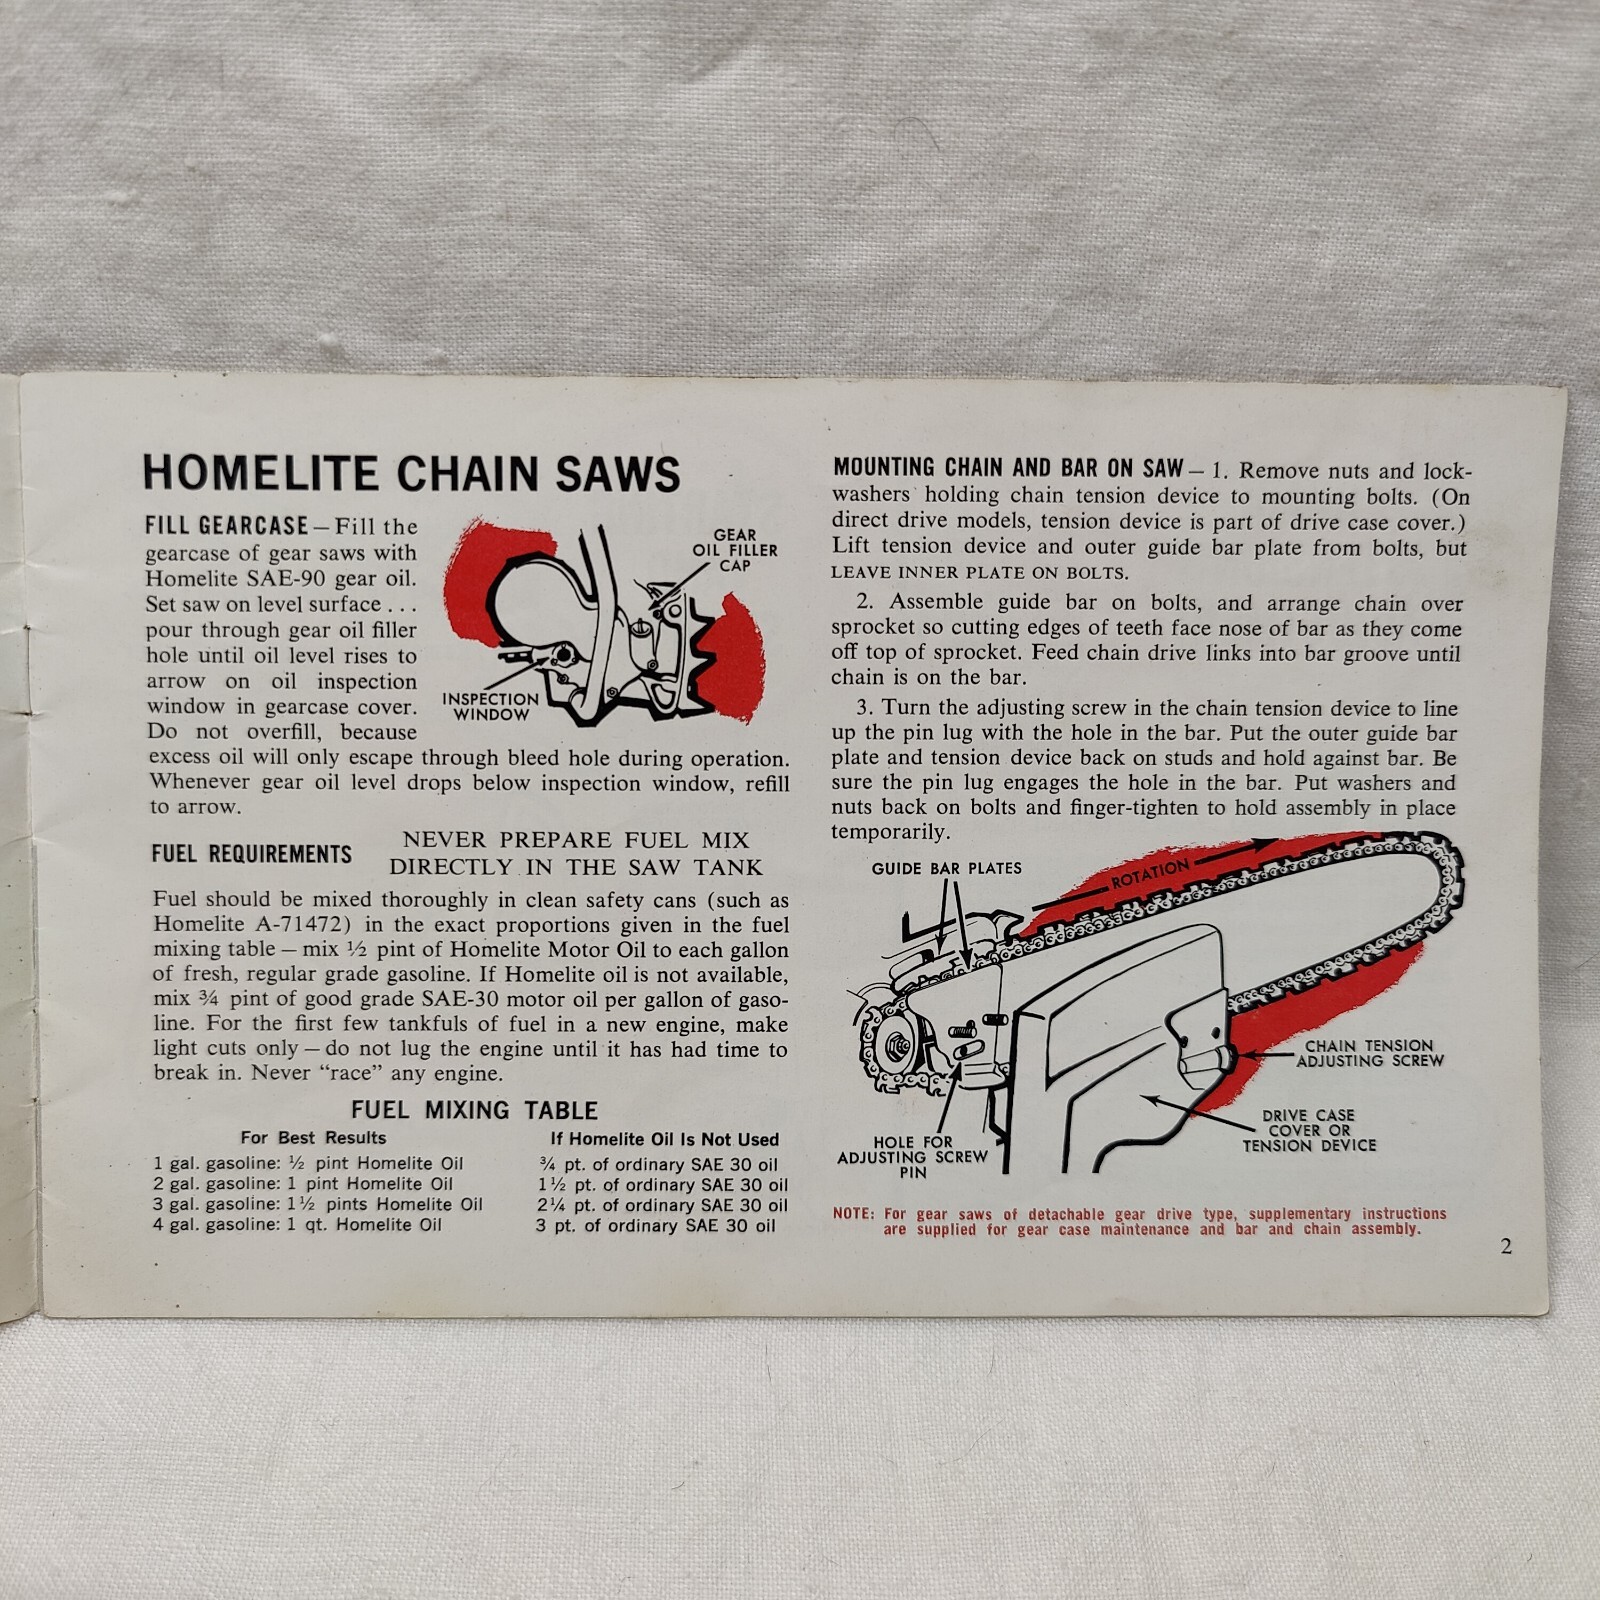 HOMELITE CHAIN SAWS
FILL GEARCASE – Fill the
gearcase of gear saws with
Homelite SAE-90 gear oil.
Set saw on level surface . . .
pour through gear oil filler
hole until oil level rises to
arrow on oil inspection
window in gearcase cover.
Do not overfill, because
excess oil will only escape through bleed hole during operation.
Whenever gear oil level drops below inspection window, refill
to arrow.
GEAR
OIL FILLER
CAP
INSPECTION
WINDOW
FUEL REQUIREMENTS
NEVER PREPARE FUEL MIX
DIRECTLY IN THE SAW TANK
Fuel should be mixed thoroughly in clean safety cans (such as
Homelite A-71472) in the exact proportions given in the fuel
mixing table – mix ½ pint of Homelite Motor Oil to each gallon
of fresh, regular grade gasoline. If Homelite oil is not available,
mix ¾ pint of good grade SAE-30 motor oil per gallon of gaso-
line. For the first few tankfuls of fuel in a new engine, make
light cuts only – do not lug the engine until it has had time to
break in. Never "race" any engine.
FUEL MIXING TABLE
For Best Results If Homelite Oil Is Not Used
1 gal. gasoline: ½ pint Homelite Oil ¾ pt. of ordinary SAE 30 oil
2 gal. gasoline: 1 pint Homelite Oil 1½ pt. of ordinary SAE 30 oil
3 gal. gasoline: 1½ pints Homelite Oil 2¼ pt. of ordinary SAE 30 oil
4 gal. gasoline: 1 qt. Homelite Oil 3 pt. of ordinary SAE 30 oil
MOUNTING CHAIN AND BAR ON SAW – 1. Remove nuts and lock-
washers holding chain tension device to mounting bolts. (On
direct drive models, tension device is part of drive case cover.)
Lift tension device and outer guide bar plate from bolts, but
LEAVE INNER PLATE ON BOLTS.
2. Assemble guide bar on bolts, and arrange chain over
sprocket so cutting edges of teeth face nose of bar as they come
off top of sprocket. Feed chain drive links into bar groove until
chain is on the bar.
3. Turn the adjusting screw in the chain tension device to line
up the pin lug with the hole in the bar. Put the outer guide bar
plate and tension device back on studs and hold against bar. Be
sure the pin lug engages the hole in the bar. Put washers and
nuts back on bolts and finger-tighten to hold assembly in place
temporarily.
GUIDE BAR PLATES
ROTATION
CHAIN TENSION
ADJUSTING SCREW
DRIVE CASE
COVER OR
TENSION DEVICE
HOLE FOR
ADJUSTING SCREW
PIN
NOTE: For gear saws of detachable gear drive type, supplementary instructions
are supplied for gear case maintenance and bar and chain assembly.
2